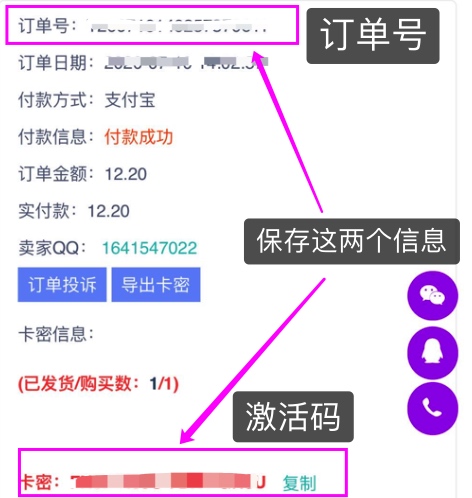 订单号：
订单号
订单日期：
付款方式：支付宝
付款信息：付款成功
订单金额：12.20
实付款：12.20
保存这两个信息
卖家QQ：1641547022
订单投诉 导出卡密
卡密信息：
(已发货/购买数：1/1)
激活码
卡密： 复制